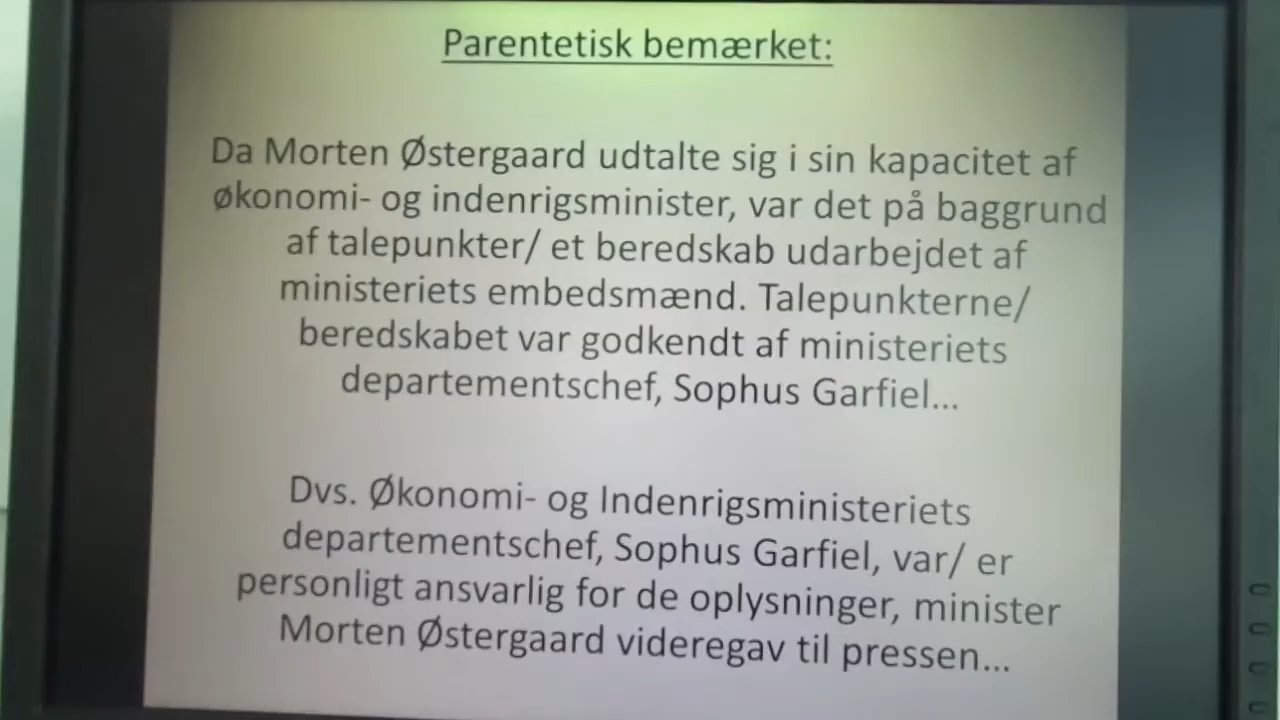 Parentetisk bemærket:
Da Morten Østergaard udtalte sig i sin kapacitet af
økonomi- og indenrigsminister, var det på baggrund
af talepunkter/ et beredskab udarbejdet af
ministeriets embedsmænd. Talepunkterne/
beredskabet var godkendt af ministeriets
departementschef, Sophus Garfiel...
Dvs. Økonomi- og Indenrigsministeriets
departementschef, Sophus Garfiel, var/ er
personligt ansvarlig for de oplysninger, minister
Morten Østergaard videregav til pressen...